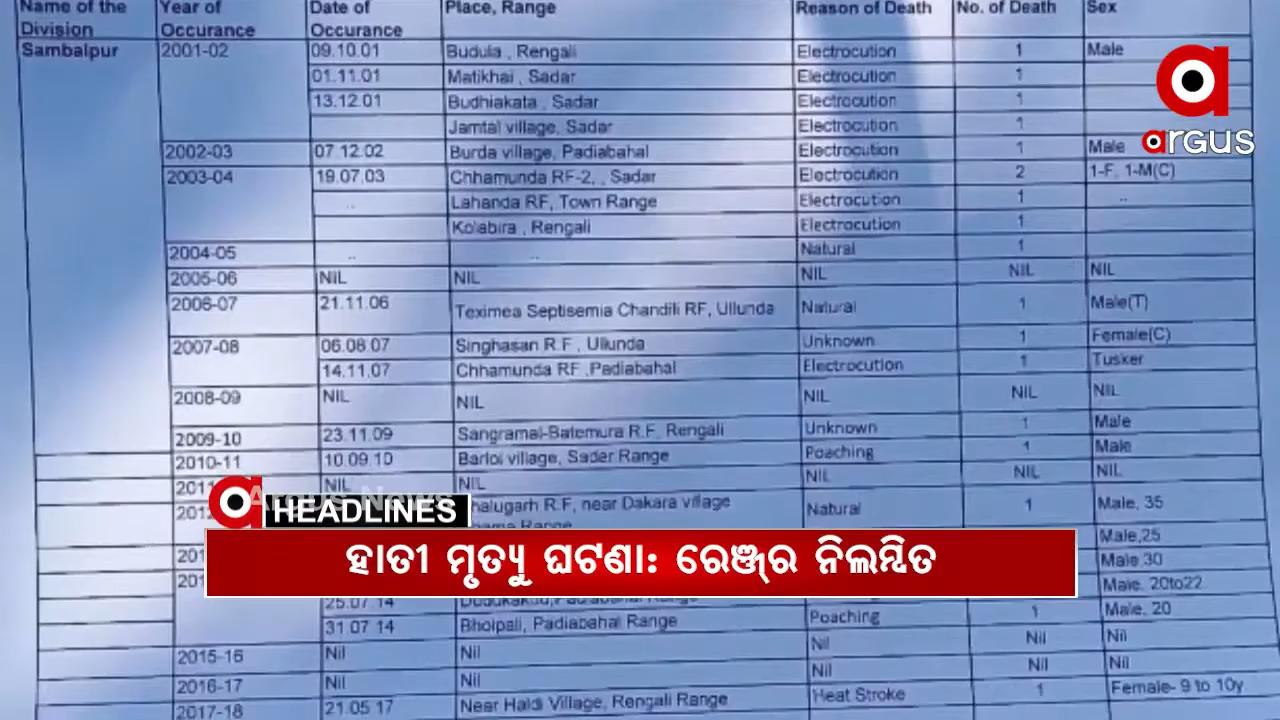 Name of the Division Year of Occurance Date of Occurance Place, Range Reason of Death No. of Death Sex
Sambalpur 2001-02 09.10.01 Budula , Rengali Electrocution 1 Male
01.11.01 Matikhai , Sadar Electrocution 1
13.12.01 Budhiakata , Sadar Electrocution 1
Jamtal village, Sadar Electrocution 1
2002-03 07.12.02 Burda village, Padiabahal Electrocution 1 Male
2003-04 19.07.03 Chhamunda RF-2, , Sadar Electrocution 2 1-F, 1-M(C)
.. Lahanda RF, Town Range Electrocution 1 ..
Kolabira , Rengali Electrocution 1
2004-05 .. .. Natural 1
2005-06 NIL NIL NIL NIL NIL
2006-07 21.11.06 Teximea Septisemia Chandili RF, Ullunda Natural 1 Male(T)
2007-08 06.08.07 Singhasan R.F , Ullunda Unknown 1 Female(C)
14.11.07 Chhamunda RF ,Padiabahal Electrocution 1 Tusker
2008-09 NIL NIL NIL NIL NIL
2009-10 23.11.09 Sangramal-Batemura R.F, Rengali Unknown 1 Male
2010-11 10.09.10 Barloi village, Sader Range Poaching 1 Male
NIL NIL NIL NIL NIL
R.F, near Dakara village Natural 1 Male, 35
Range
Male,25
Male,30
Male. 20to22
25.07.14 Range
31.07.14 Bholpali, Padiabahal Range Poaching 1 Male, 20
2015-16 Nil Nil Nil Nil Nil
2016-17 Nil Nil Nil Nil Nil
2017-18 21.05.17 Near Haldi Village, Rengali Range Heat Stroke 1 Female- 9 to 10y
argus
Argus News
HEADLINES
ହାତୀ ମୃତ୍ୟୁ ଘଟଣା: ରେଞ୍ଜର୍ ନିଲମ୍ବିତ